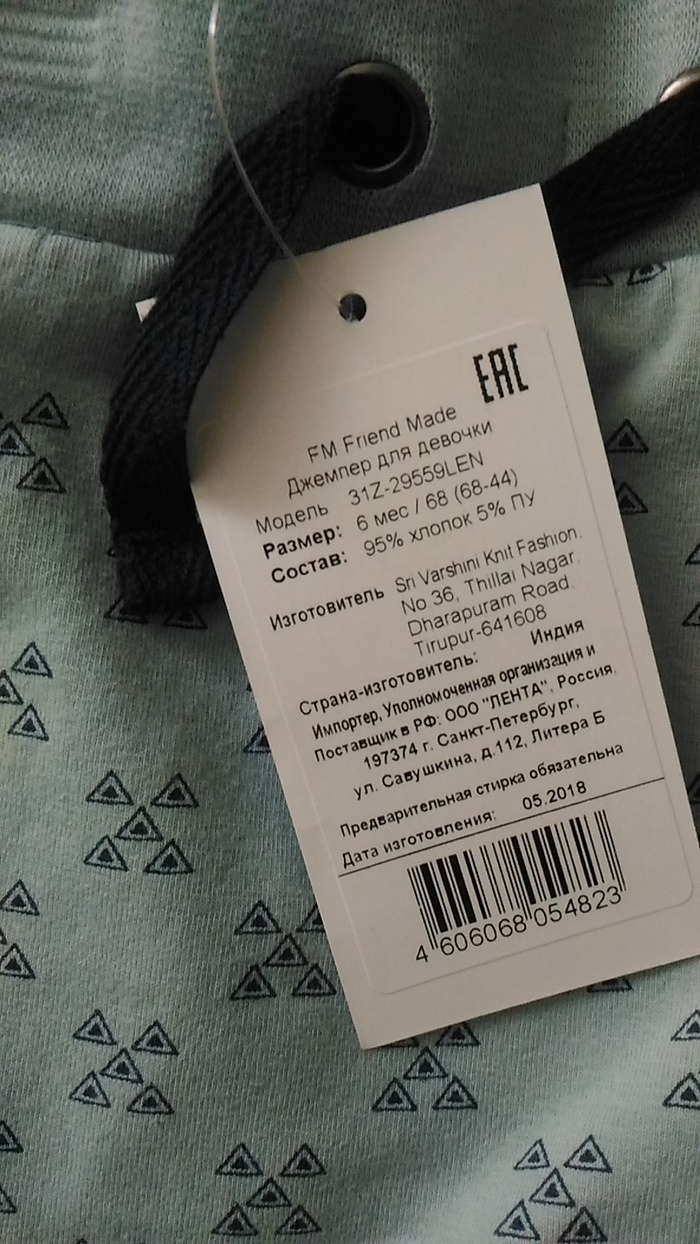 EAC
FM Friend Made
Джемпер для девочки
Модель 31Z-29559LEN
Размер: 6 мес / 68 (68-44)
Состав: 95% хлопок 5% ПУ
Изготовитель Sri Varshini Knit Fashion,
No 36, Thillai Nagar,
Dharapuram Road,
Tirupur-641608
Страна-изготовитель: Индия
Импортер, Уполномоченная организация и
Поставщик в РФ: ООО "ЛЕНТА", Россия,
197374 г. Санкт-Петербург,
ул. Савушкина, д.112, Литера Б
Предварительная стирка обязательна
Дата изготовления: 05.2018
4 606068 054823